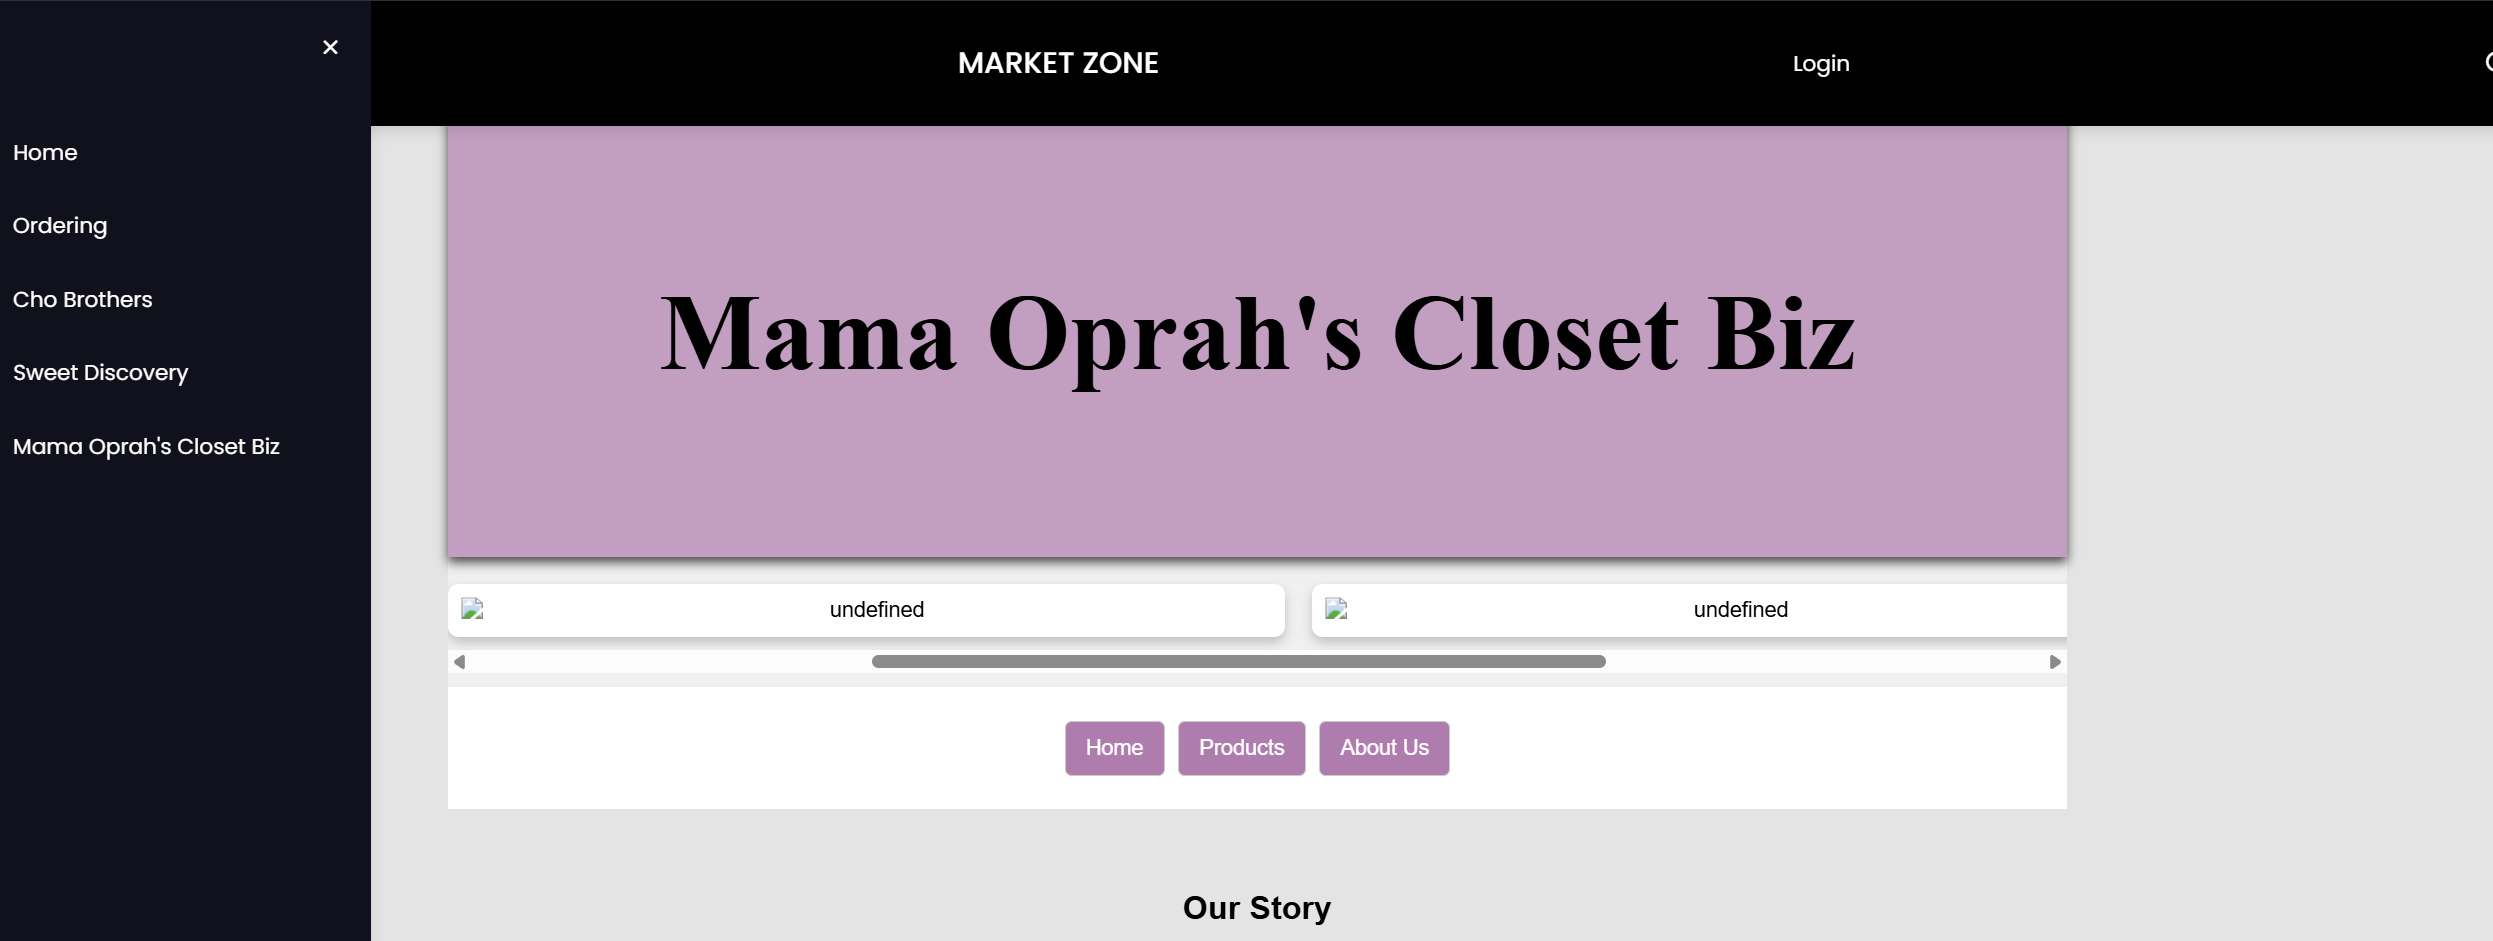 MARKET ZONE
Login
Home
Ordering
Cho Brothers
Sweet Discovery
Mama Oprah's Closet Biz
Mama Oprah's Closet Biz
undefined
undefined
Home
Products
About Us
Our Story